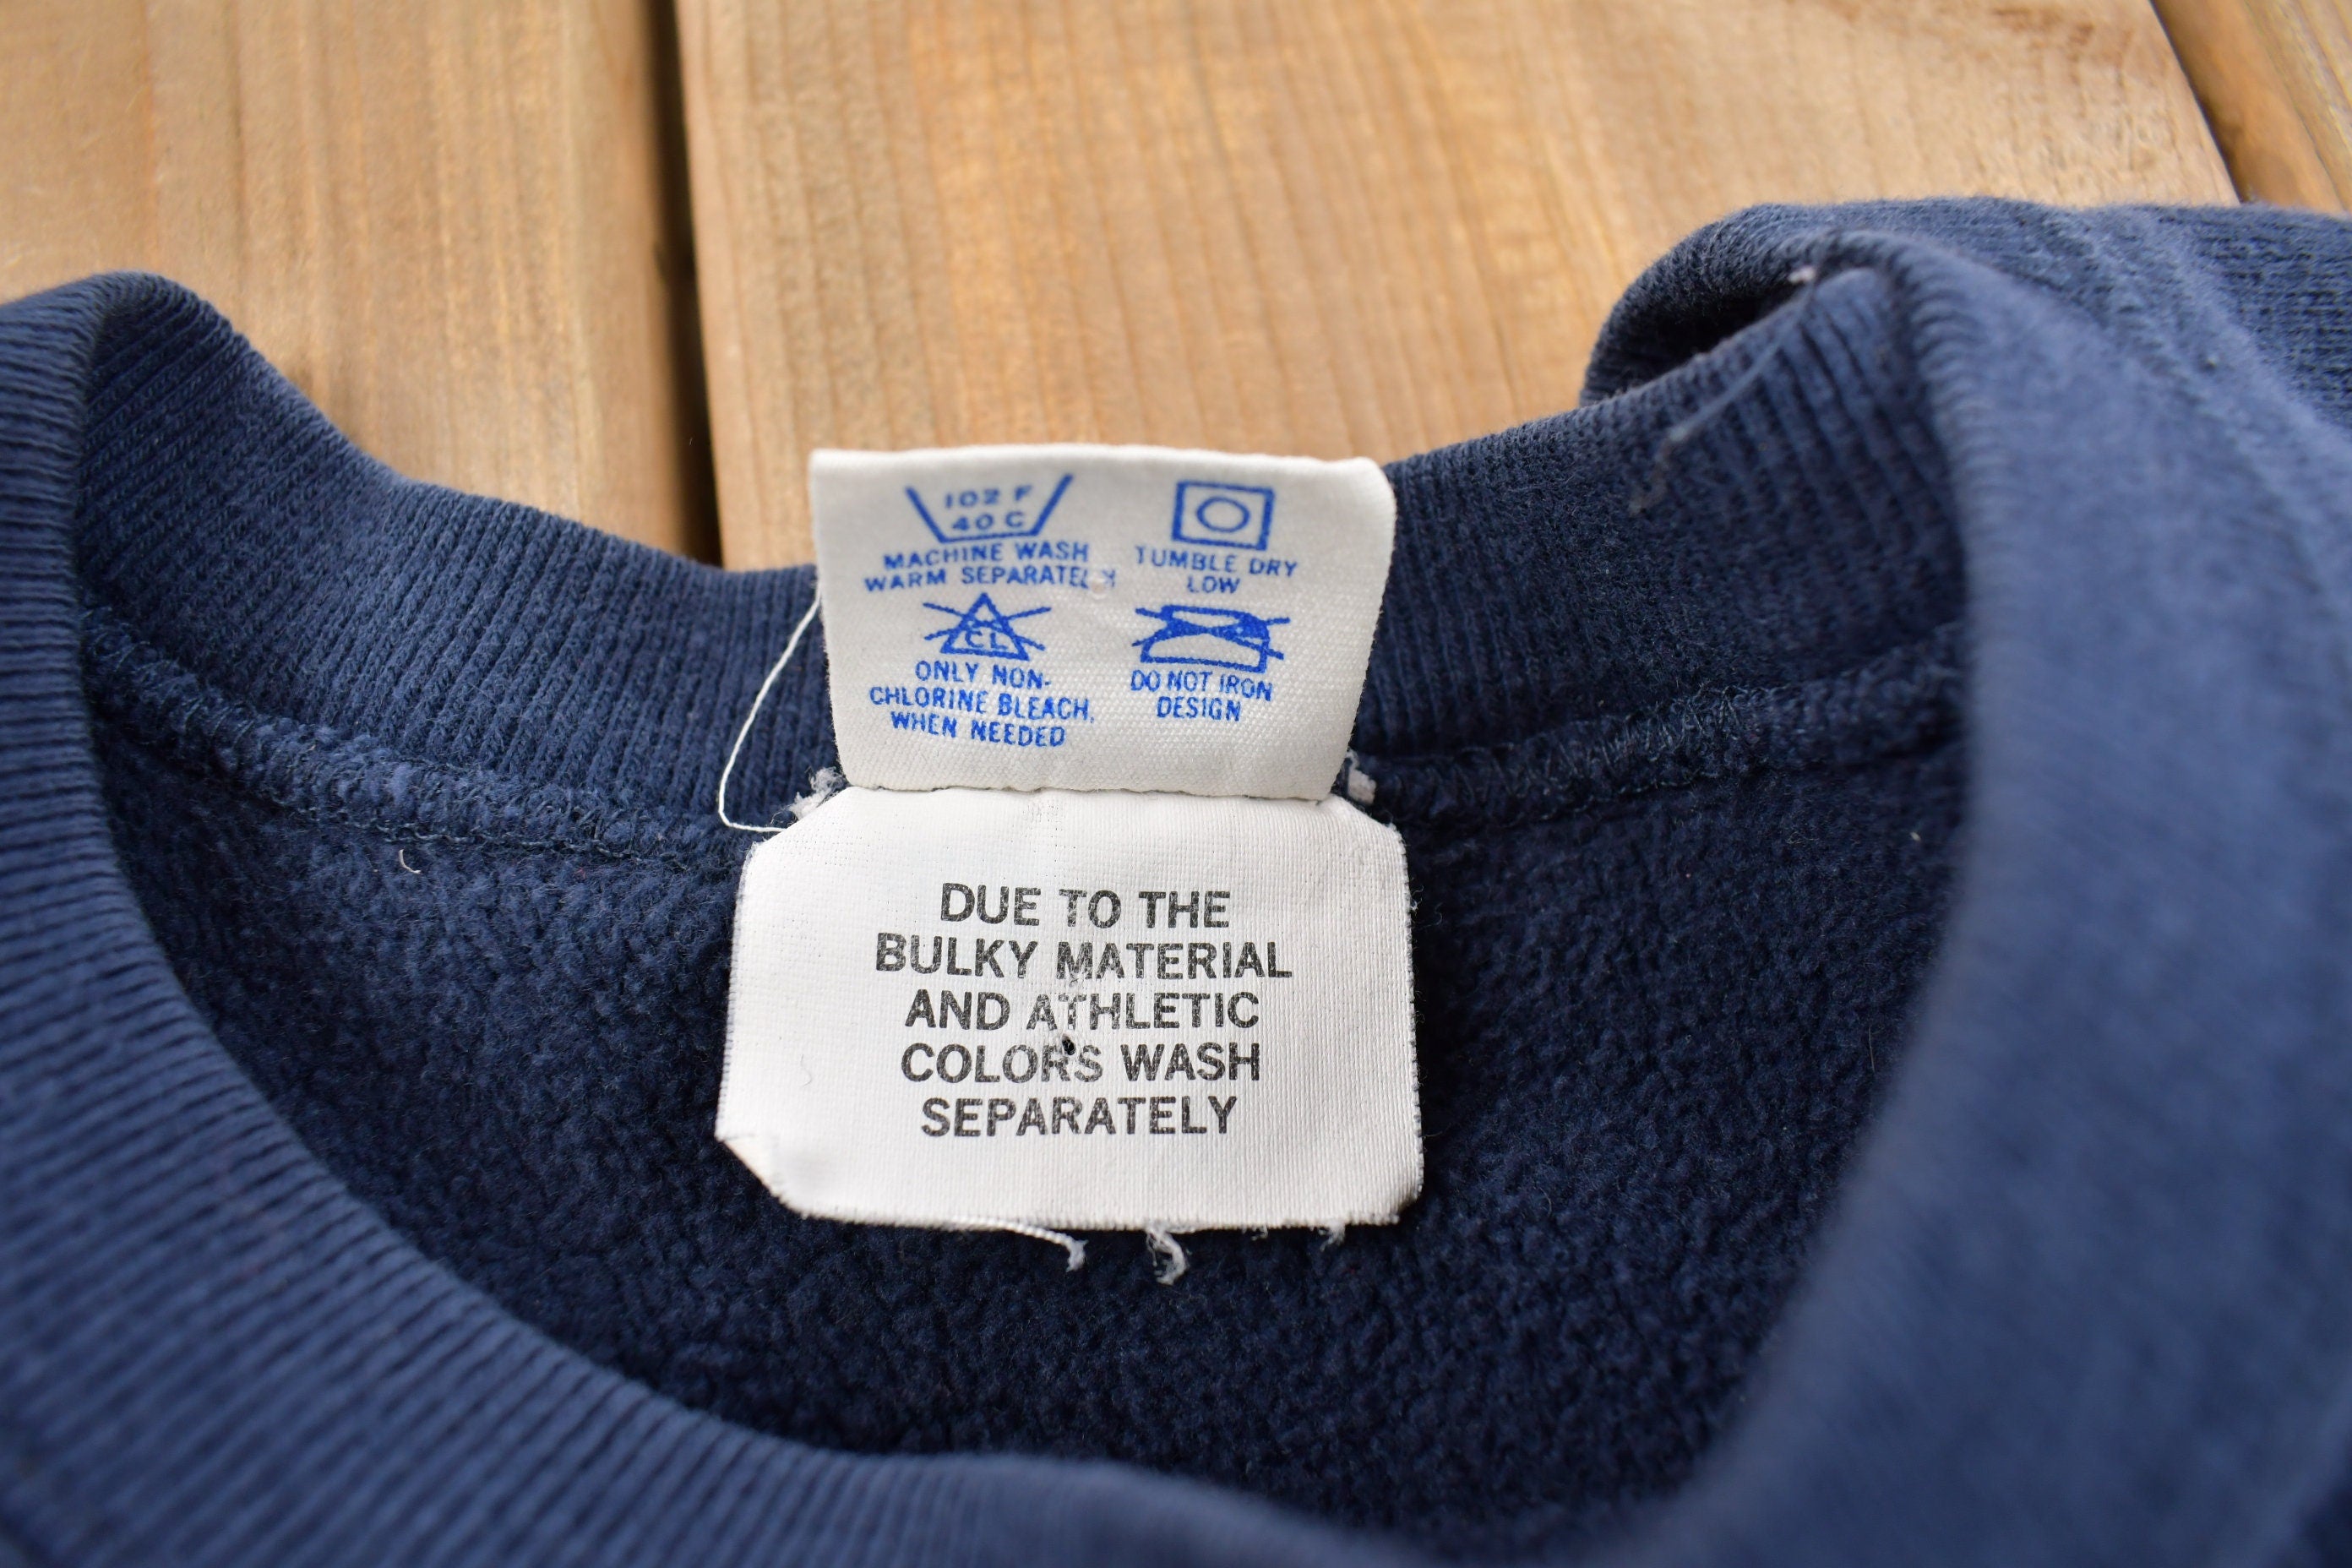 102 F
40 C
MACHINE WASH
WARM SEPARATELY
TUMBLE DRY
LOW
CL
ONLY NON-
CHLORINE BLEACH,
WHEN NEEDED
DO NOT IRON
DESIGN
DUE TO THE
BULKY MATERIAL
AND ATHLETIC
COLORS WASH
SEPARATELY